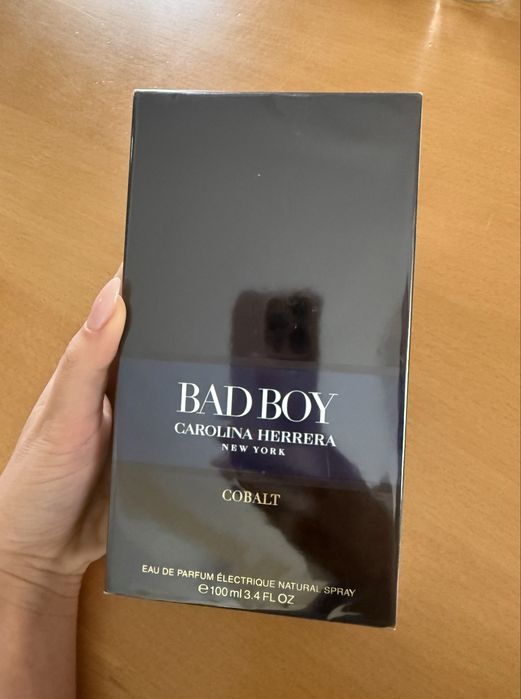 BAD BOY
CAROLINA HERRERA
NEW YORK
COBALT
EAU DE PARFUM ÉLECTRIQUE NATURAL SPRAY
℮ 100 ml 3.4 FL OZ